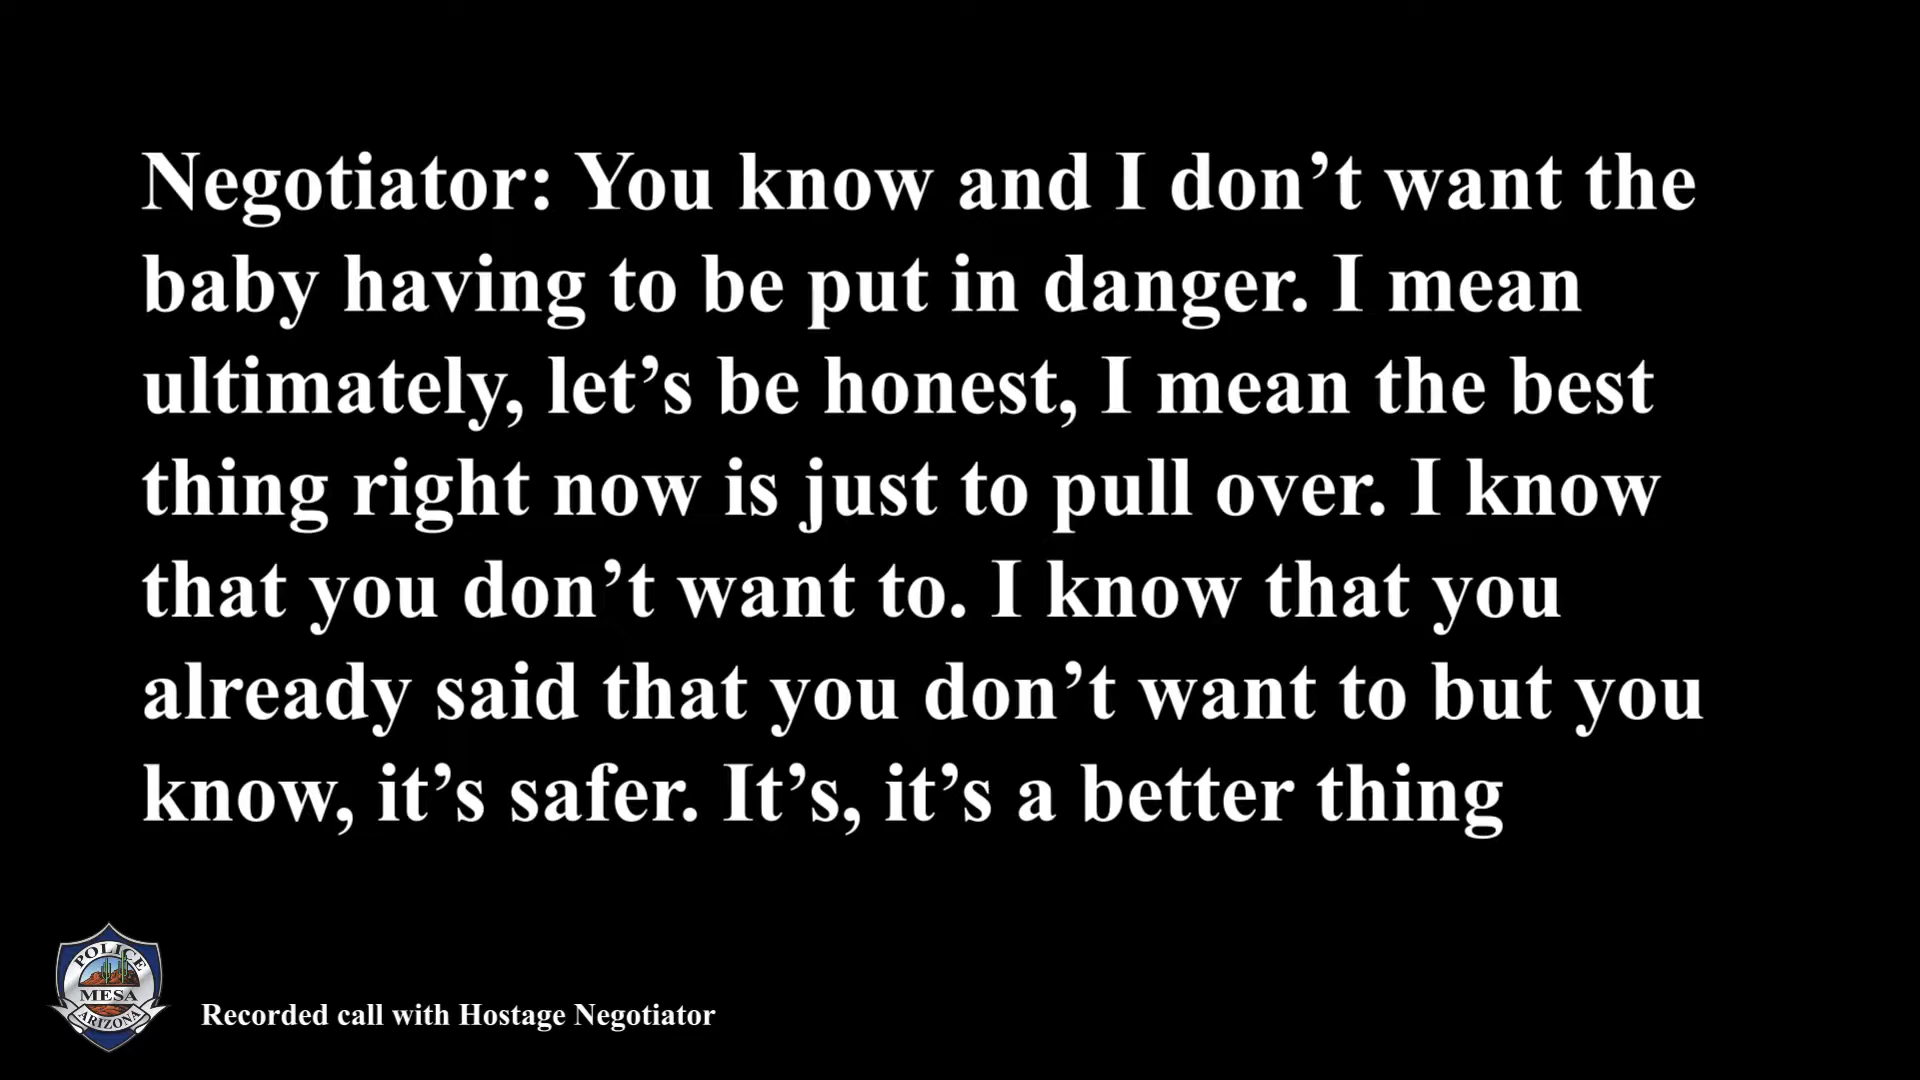 Negotiator: You know and I don’t want the
baby having to be put in danger. I mean
ultimately, let’s be honest, I mean the best
thing right now is just to pull over. I know
that you don’t want to. I know that you
already said that you don’t want to but you
know, it’s safer. It’s, it’s a better thing
POLICE
MESA
ARIZONA
Recorded call with Hostage Negotiator